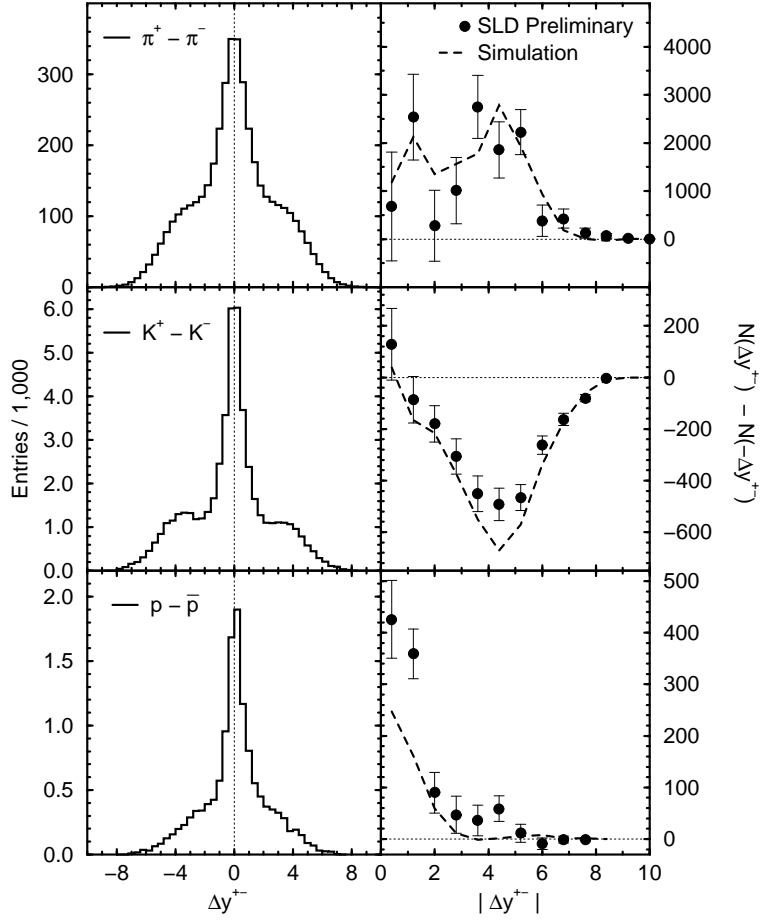 π⁺ – π⁻
300
200
100
0
SLD Preliminary
Simulation
4000
3000
2000
1000
0
K⁺ – K⁻
6.0
5.0
4.0
3.0
2.0
1.0
0.0
Entries / 1,000
200
0
−200
−400
−600
N(Δy⁺⁻) – N(−Δy⁺⁻)
p – p̅
2.0
1.5
1.0
0.5
0.0
500
400
300
200
100
0
−8 −4 0 4 8
Δy⁺⁻
0 2 4 6 8 10
| Δy⁺⁻ |